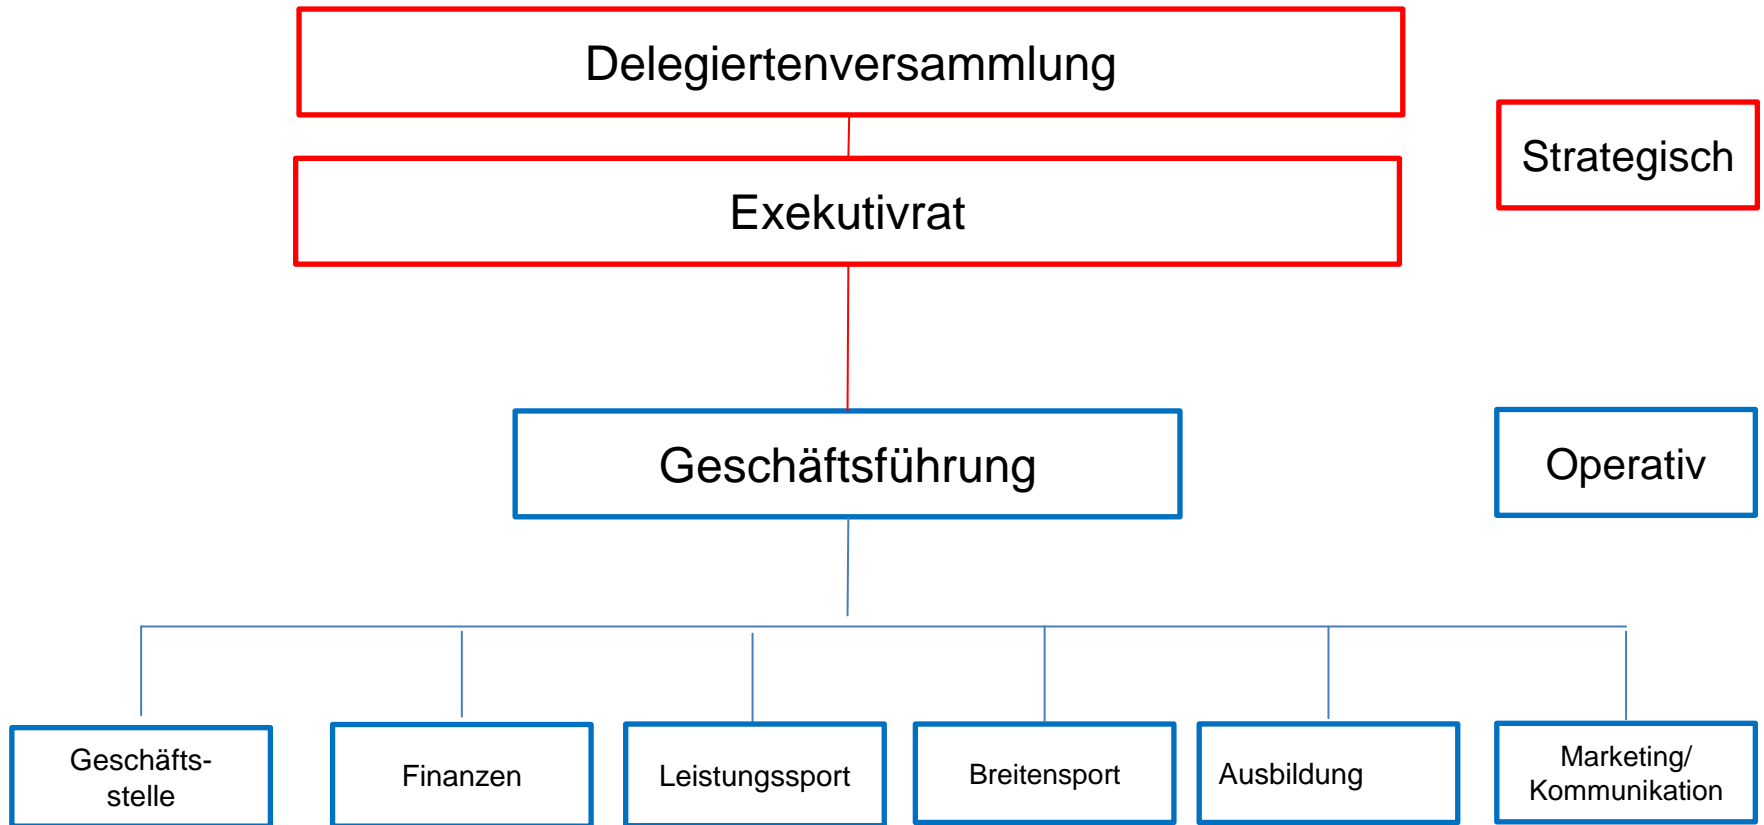 Delegiertenversammlung
Strategisch
Exekutivrat
Geschäftsführung
Operativ
Geschäfts-
stelle
Finanzen
Leistungssport
Breitensport
Ausbildung
Marketing/
Kommunikation